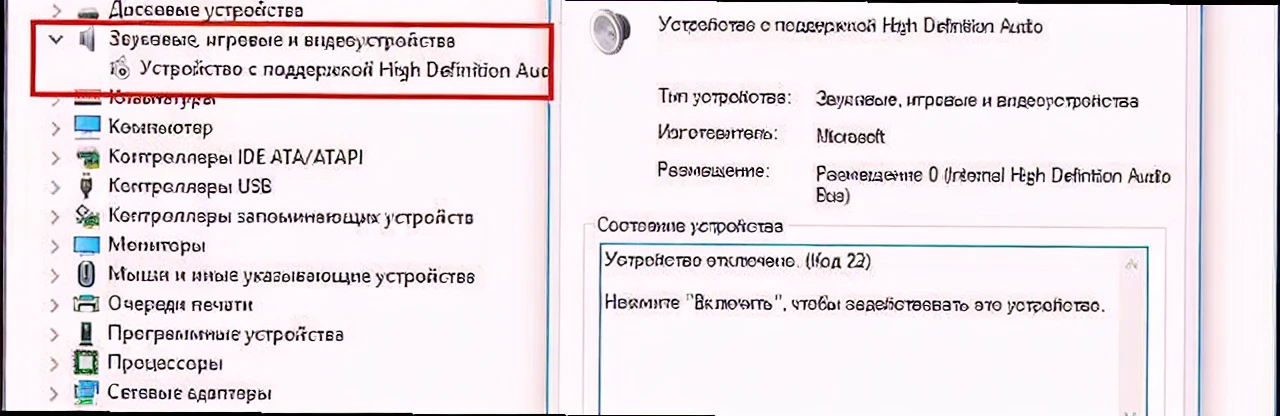 Дисковые устройства
Звуковые, игровые и видеоустройства
Устройство с поддержкой High Definition Aud
Клавиатуры
Компьютер
Контроллеры IDE ATA/ATAPI
Контроллеры USB
Контроллеры запоминающих устройств
Мониторы
Мыши и иные указывающие устройства
Очереди печати
Программные устройства
Процессоры
Сетевые адаптеры
Устройство с поддержкой High Definition Audio
Тип устройства: Звуковые, игровые и видеоустройства
Изготовитель: Microsoft
Размещение: Размещение 0 (Internal High Definition Audio
Bus)
Состояние устройства
Устройство отключено. (Код 22)
Нажмите "Включить", чтобы задействовать это устройство.